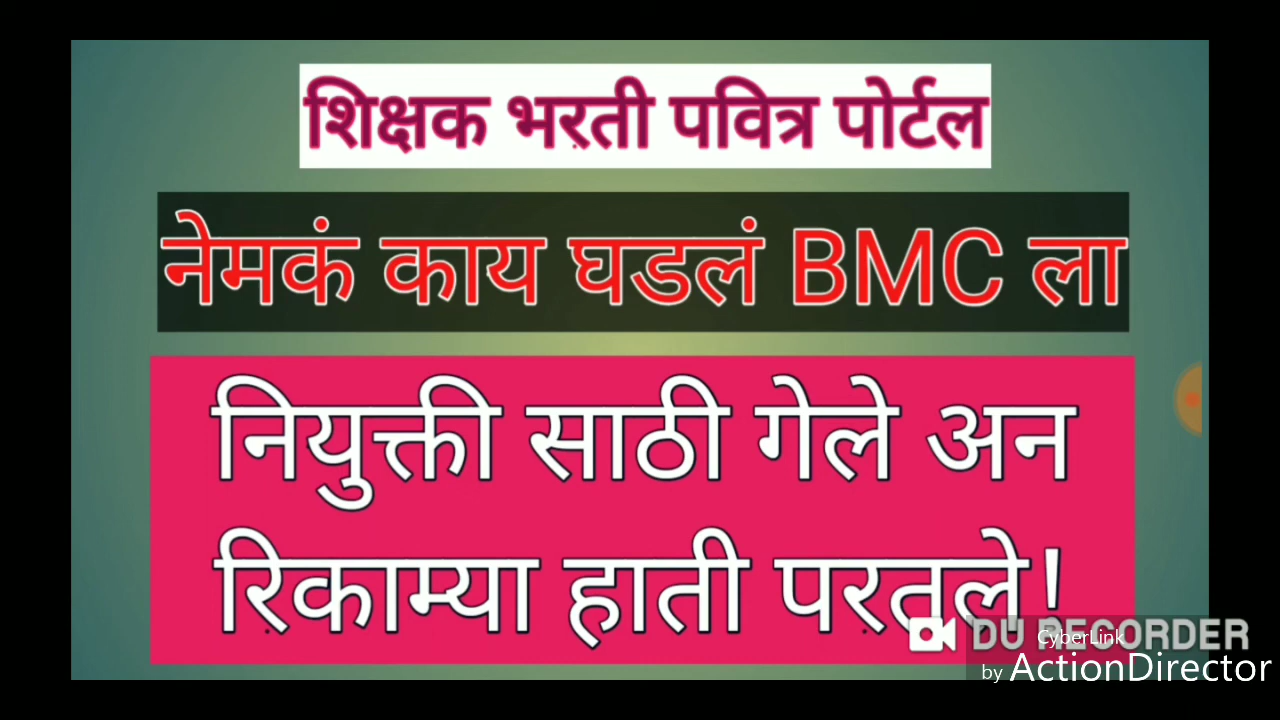 शिक्षक भरती पवित्र पोर्टल
नेमकं काय घडलं BMC ला
नियुक्ती साठी गेले अन
रिकाम्या हाती परतले!
DU RECORDER
CyberLink
by ActionDirector